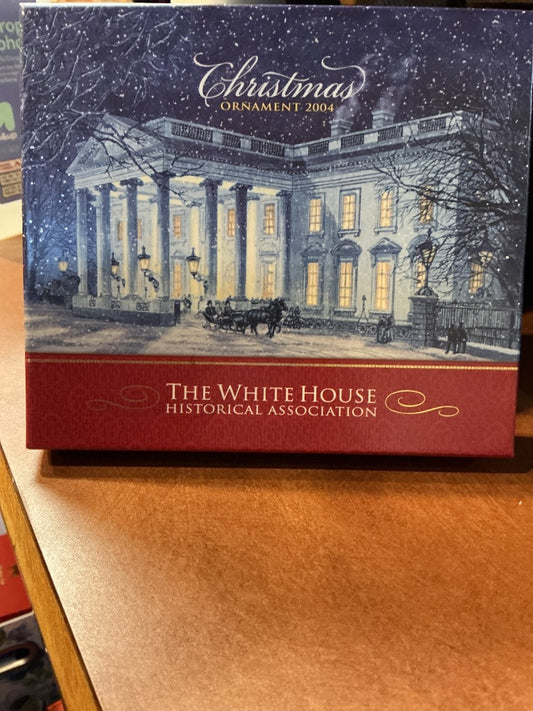 Christmas
ORNAMENT 2004
THE WHITE HOUSE
HISTORICAL ASSOCIATION